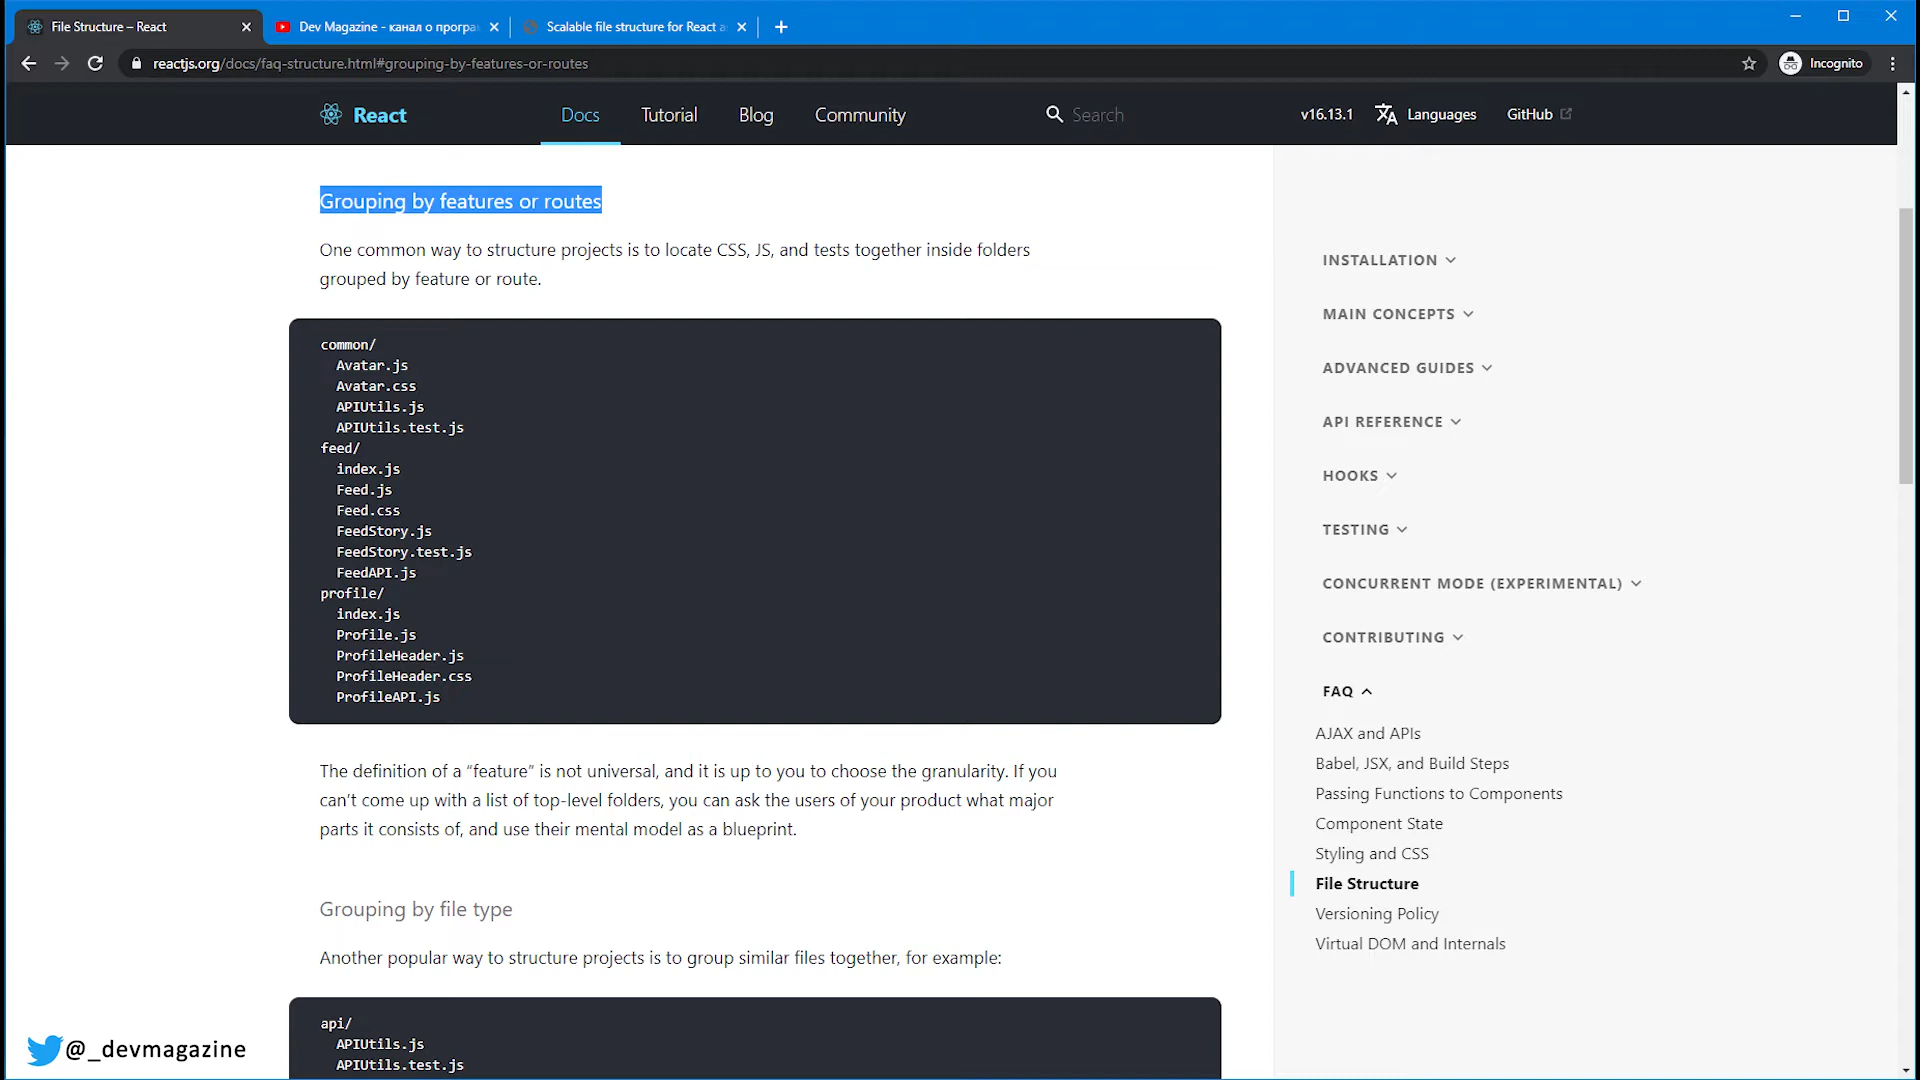 File Structure – React
Dev Magazine - канал о програ
Scalable file structure for React a
reactjs.org/docs/faq-structure.html#grouping-by-features-or-routes
Incognito
React
Docs
Tutorial
Blog
Community
Search
v16.13.1
Languages
GitHub
Grouping by features or routes
One common way to structure projects is to locate CSS, JS, and tests together inside folders
grouped by feature or route.
common/
Avatar.js
Avatar.css
APIUtils.js
APIUtils.test.js
feed/
index.js
Feed.js
Feed.css
FeedStory.js
FeedStory.test.js
FeedAPI.js
profile/
index.js
Profile.js
ProfileHeader.js
ProfileHeader.css
ProfileAPI.js
The definition of a “feature” is not universal, and it is up to you to choose the granularity. If you
can’t come up with a list of top-level folders, you can ask the users of your product what major
parts it consists of, and use their mental model as a blueprint.
Grouping by file type
Another popular way to structure projects is to group similar files together, for example:
api/
APIUtils.js
APIUtils.test.js
INSTALLATION
MAIN CONCEPTS
ADVANCED GUIDES
API REFERENCE
HOOKS
TESTING
CONCURRENT MODE (EXPERIMENTAL)
CONTRIBUTING
FAQ
AJAX and APIs
Babel, JSX, and Build Steps
Passing Functions to Components
Component State
Styling and CSS
File Structure
Versioning Policy
Virtual DOM and Internals
@_devmagazine